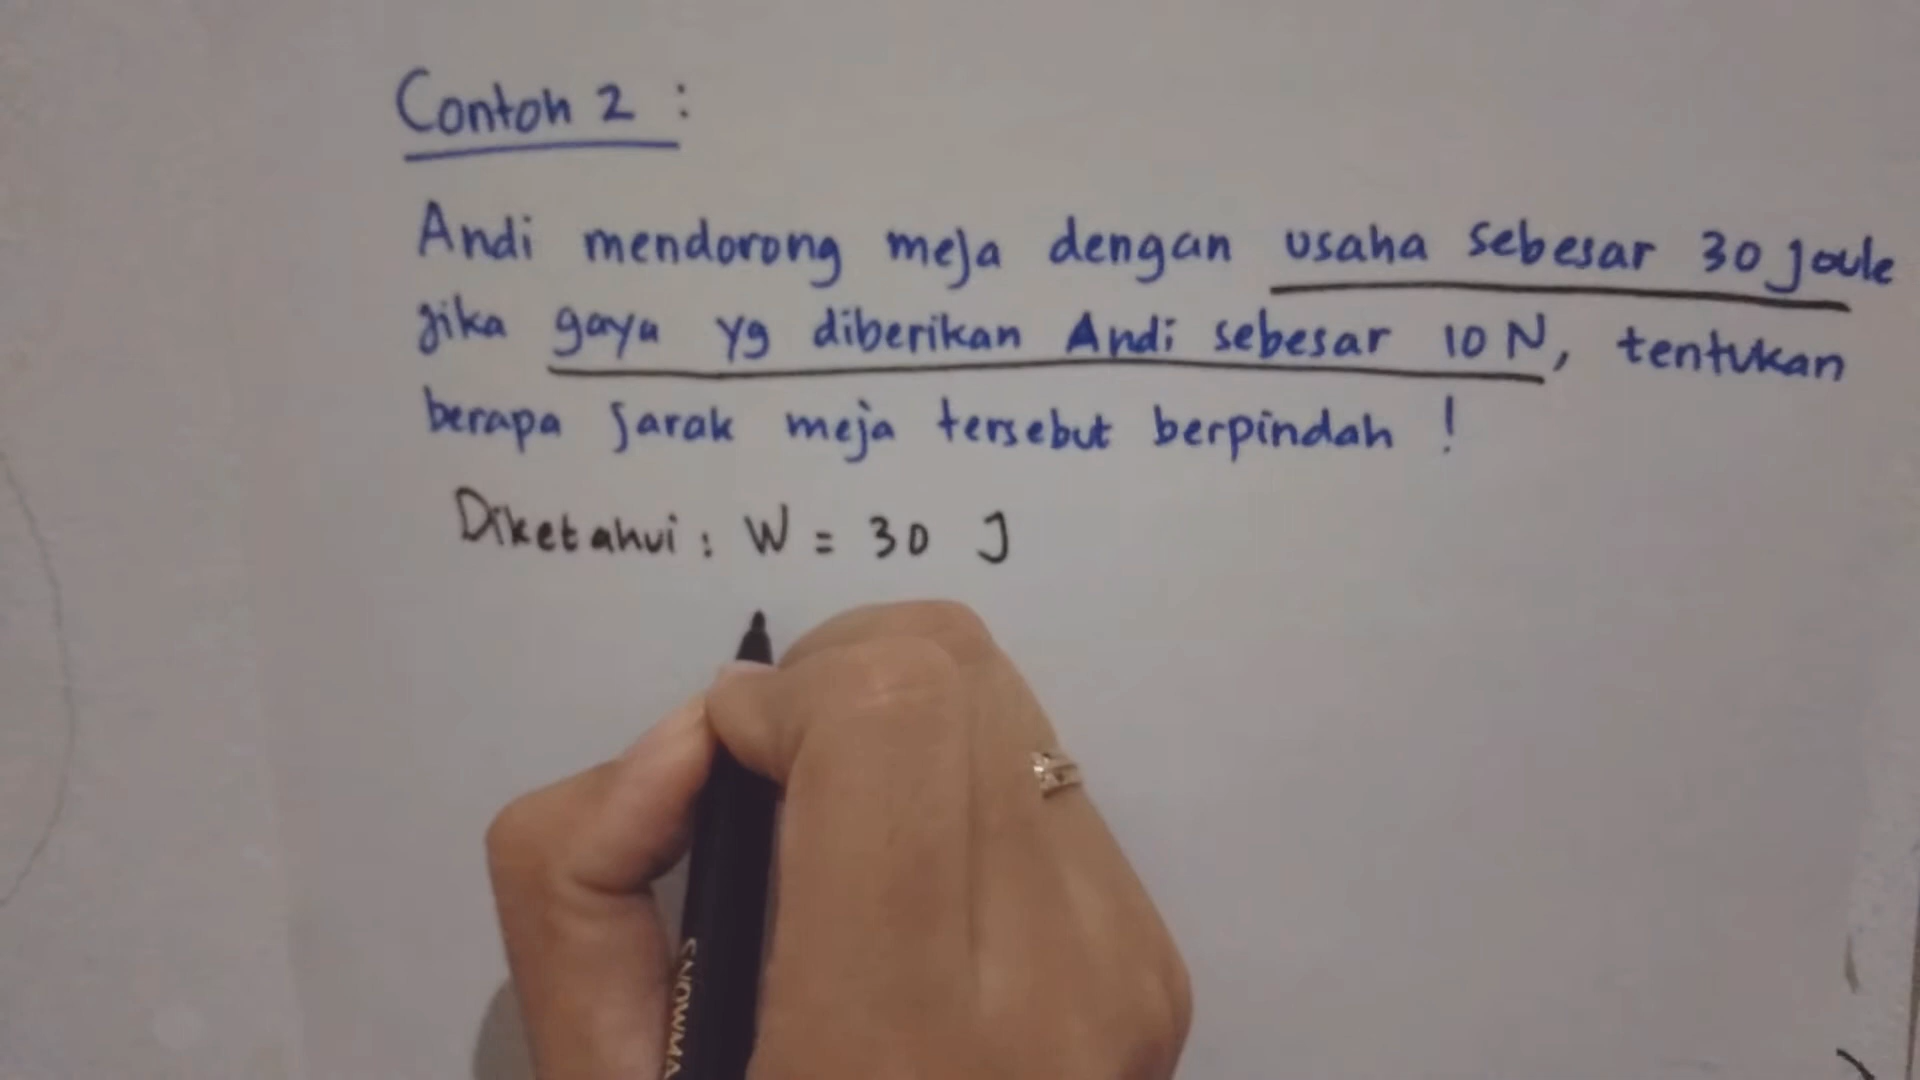 Contoh 2 :
Andi mendorong meja dengan usaha sebesar 30 joule
jika gaya yg diberikan Andi sebesar 10 N, tentukan
berapa jarak meja tersebut berpindah !
Diketahui : W = 30 J
SNOWMA